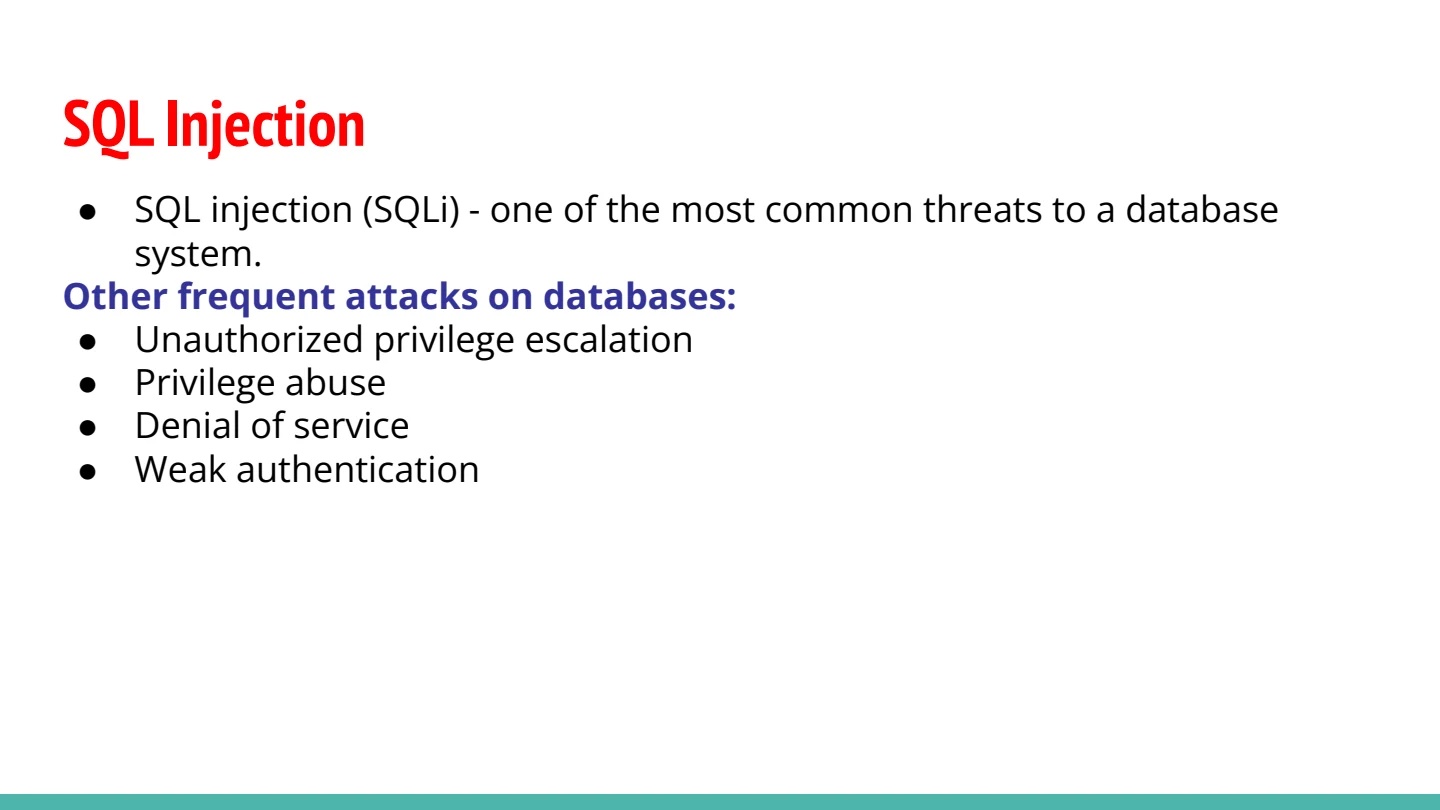 SQL Injection
● SQL injection (SQLi) - one of the most common threats to a database
system.
Other frequent attacks on databases:
● Unauthorized privilege escalation
● Privilege abuse
● Denial of service
● Weak authentication